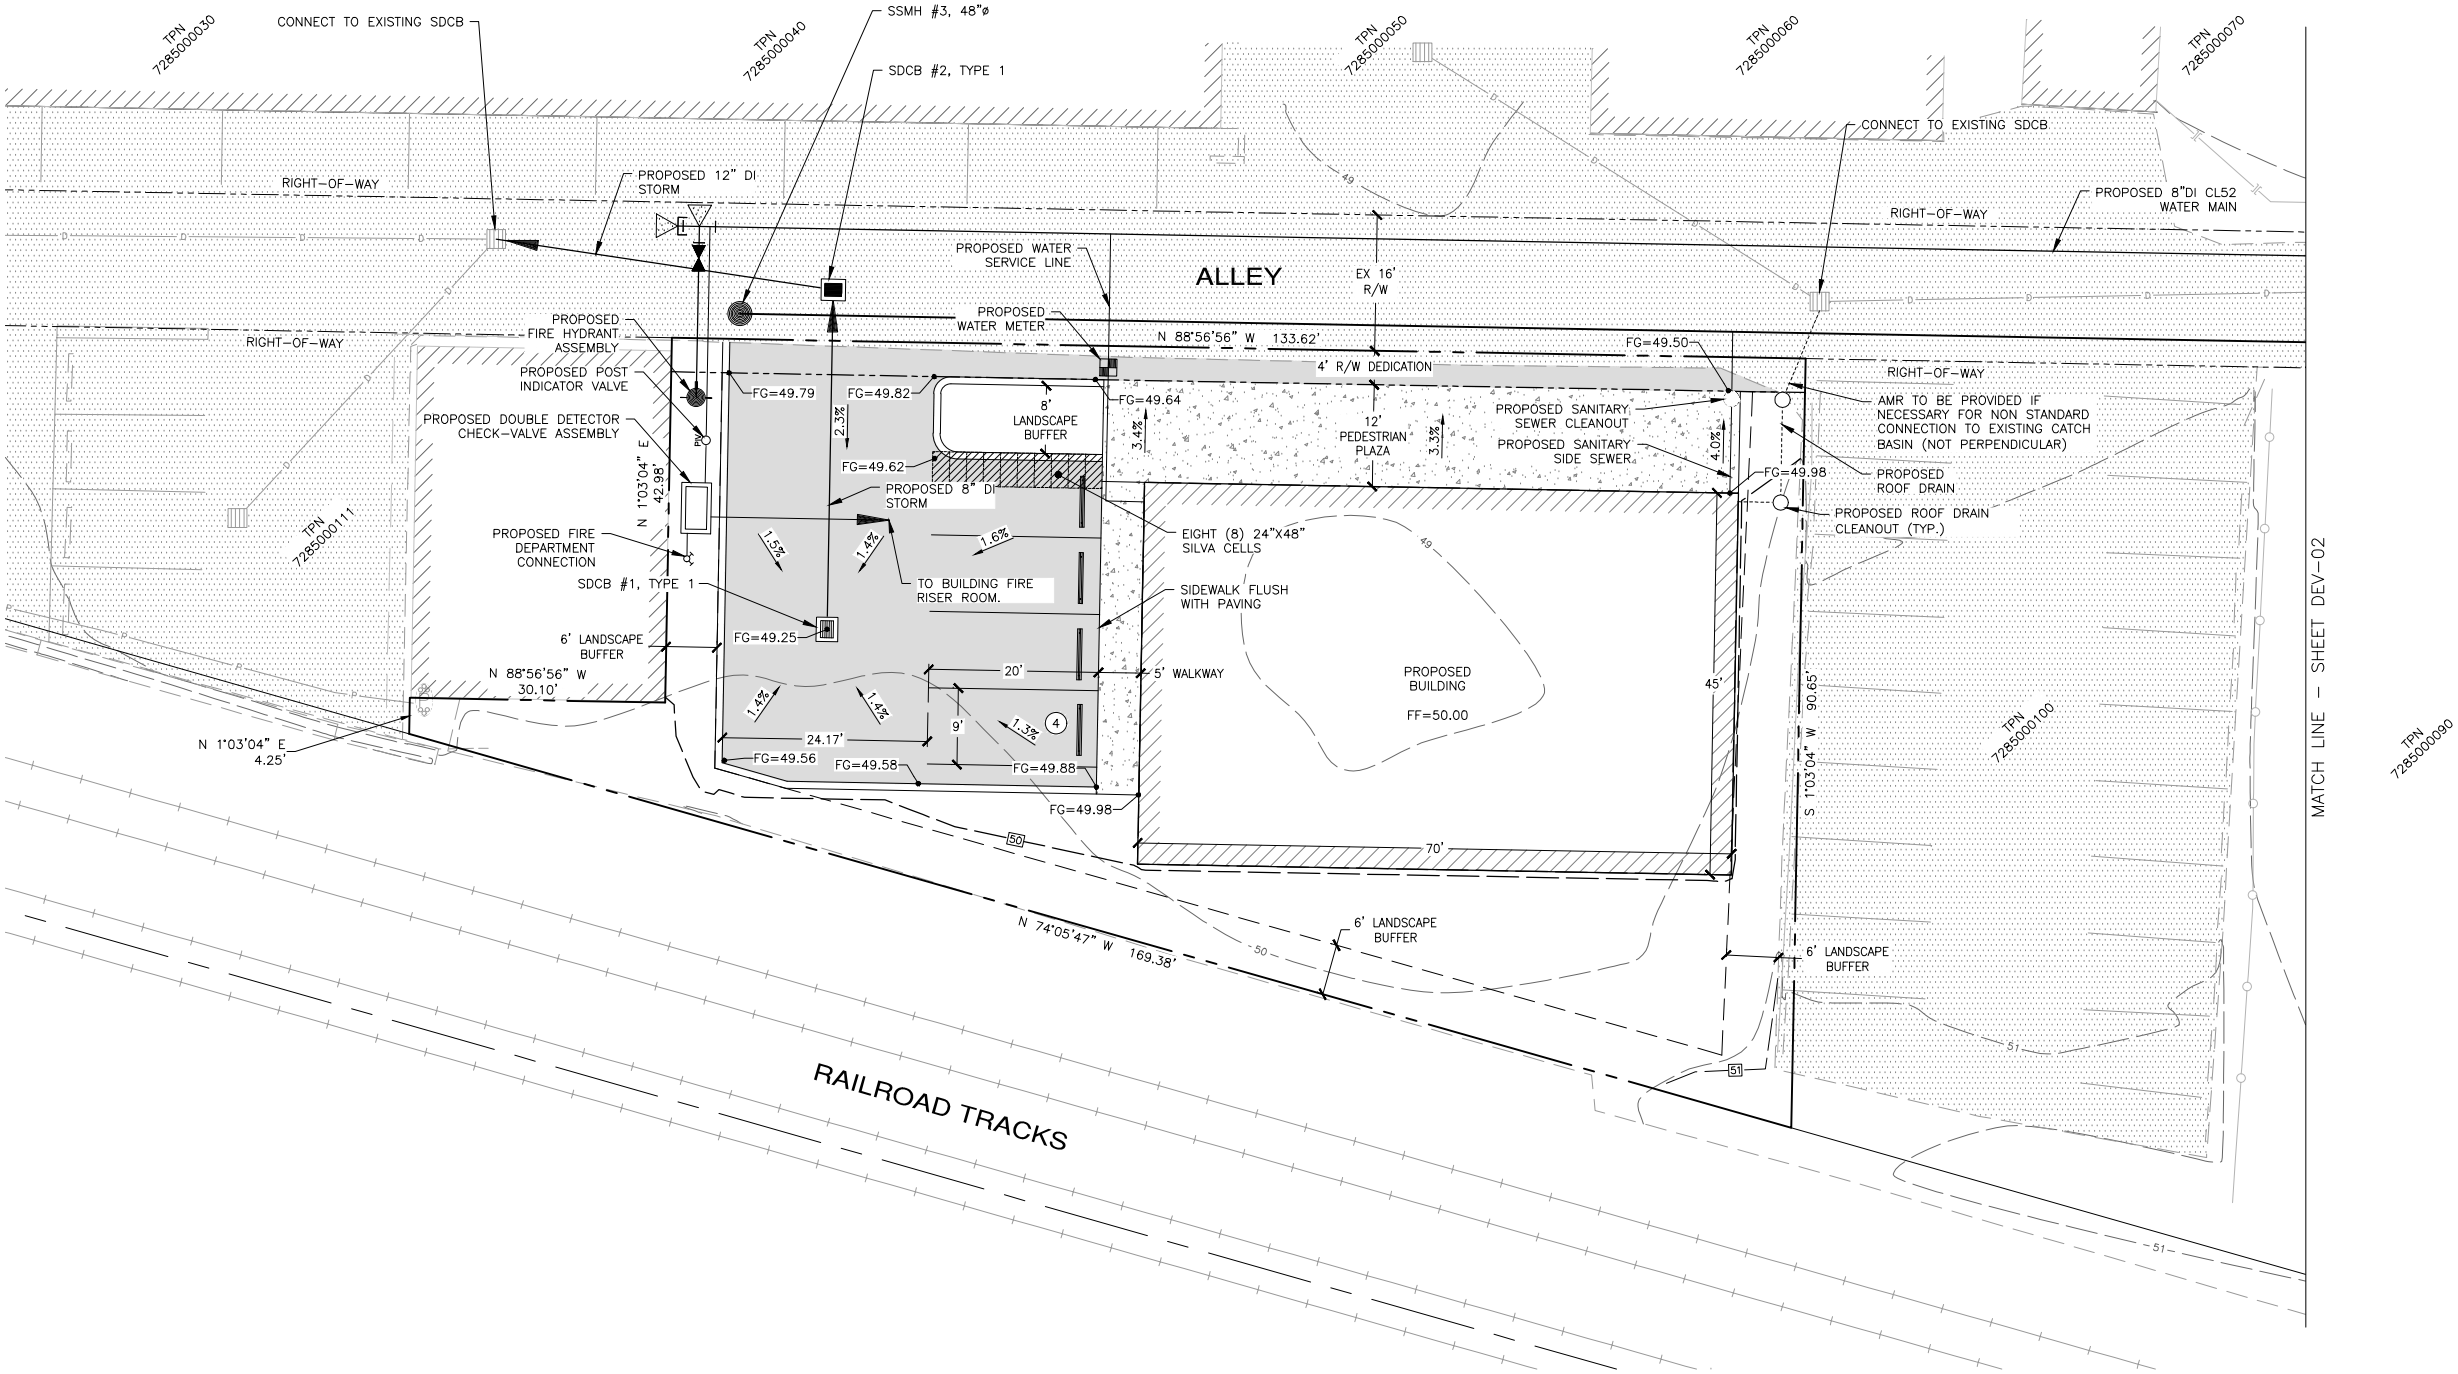 CONNECT TO EXISTING SDCB
SSMH #3, 48"ø
SDCB #2, TYPE 1
TPN
7285000030
TPN
7285000040
TPN
7285000050
TPN
7285000060
TPN
7285000070
CONNECT TO EXISTING SDCB
PROPOSED 12" DI
STORM
RIGHT-OF-WAY
PROPOSED 8"DI CL52
WATER MAIN
RIGHT-OF-WAY
49
D
D
D
D
D
D
D
D
D
D
D
D
D
D
PROPOSED WATER
SERVICE LINE
ALLEY
EX 16'
R/W
PROPOSED
WATER METER
N 88°56'56" W 133.62'
PROPOSED
FIRE HYDRANT
ASSEMBLY
RIGHT-OF-WAY
FG=49.50
4' R/W DEDICATION
RIGHT-OF-WAY
PROPOSED POST
INDICATOR VALVE
FG=49.79
FG=49.82
FG=49.64
8'
LANDSCAPE
BUFFER
2.3%
3.4%
12'
PEDESTRIAN
PLAZA
3.3%
PROPOSED SANITARY
SEWER CLEANOUT
PROPOSED SANITARY
SIDE SEWER
4.0%
AMR TO BE PROVIDED IF
NECESSARY FOR NON STANDARD
CONNECTION TO EXISTING CATCH
BASIN (NOT PERPENDICULAR)
PROPOSED DOUBLE DETECTOR
CHECK-VALVE ASSEMBLY
PIV
N 1°03'04" E
42.98'
FG=49.62
FG=49.98
PROPOSED
ROOF DRAIN
PROPOSED 8" DI
STORM
PROPOSED ROOF DRAIN
CLEANOUT (TYP.)
TPN
7285000111
PROPOSED FIRE
DEPARTMENT
CONNECTION
1.5%
1.4%
1.6%
EIGHT (8) 24"X48"
SILVA CELLS
49
SDCB #1, TYPE 1
TO BUILDING FIRE
RISER ROOM.
SIDEWALK FLUSH
WITH PAVING
FG=49.25
6' LANDSCAPE
BUFFER
P
P
P
P
N 88°56'56" W
30.10'
20'
5' WALKWAY
PROPOSED
BUILDING
FF=50.00
45'
S 1°03'04" W 90.65'
1.4%
1.4%
9'
1.3%
4
24.17'
N 1°03'04" E
4.25'
FG=49.56
FG=49.58
FG=49.88
FG=49.98
50
70'
TPN
7285000100
MATCH LINE - SHEET DEV-02
TPN
7285000090
N 74°05'47" W 169.38'
50
6' LANDSCAPE
BUFFER
6' LANDSCAPE
BUFFER
51
51
RAILROAD TRACKS
51